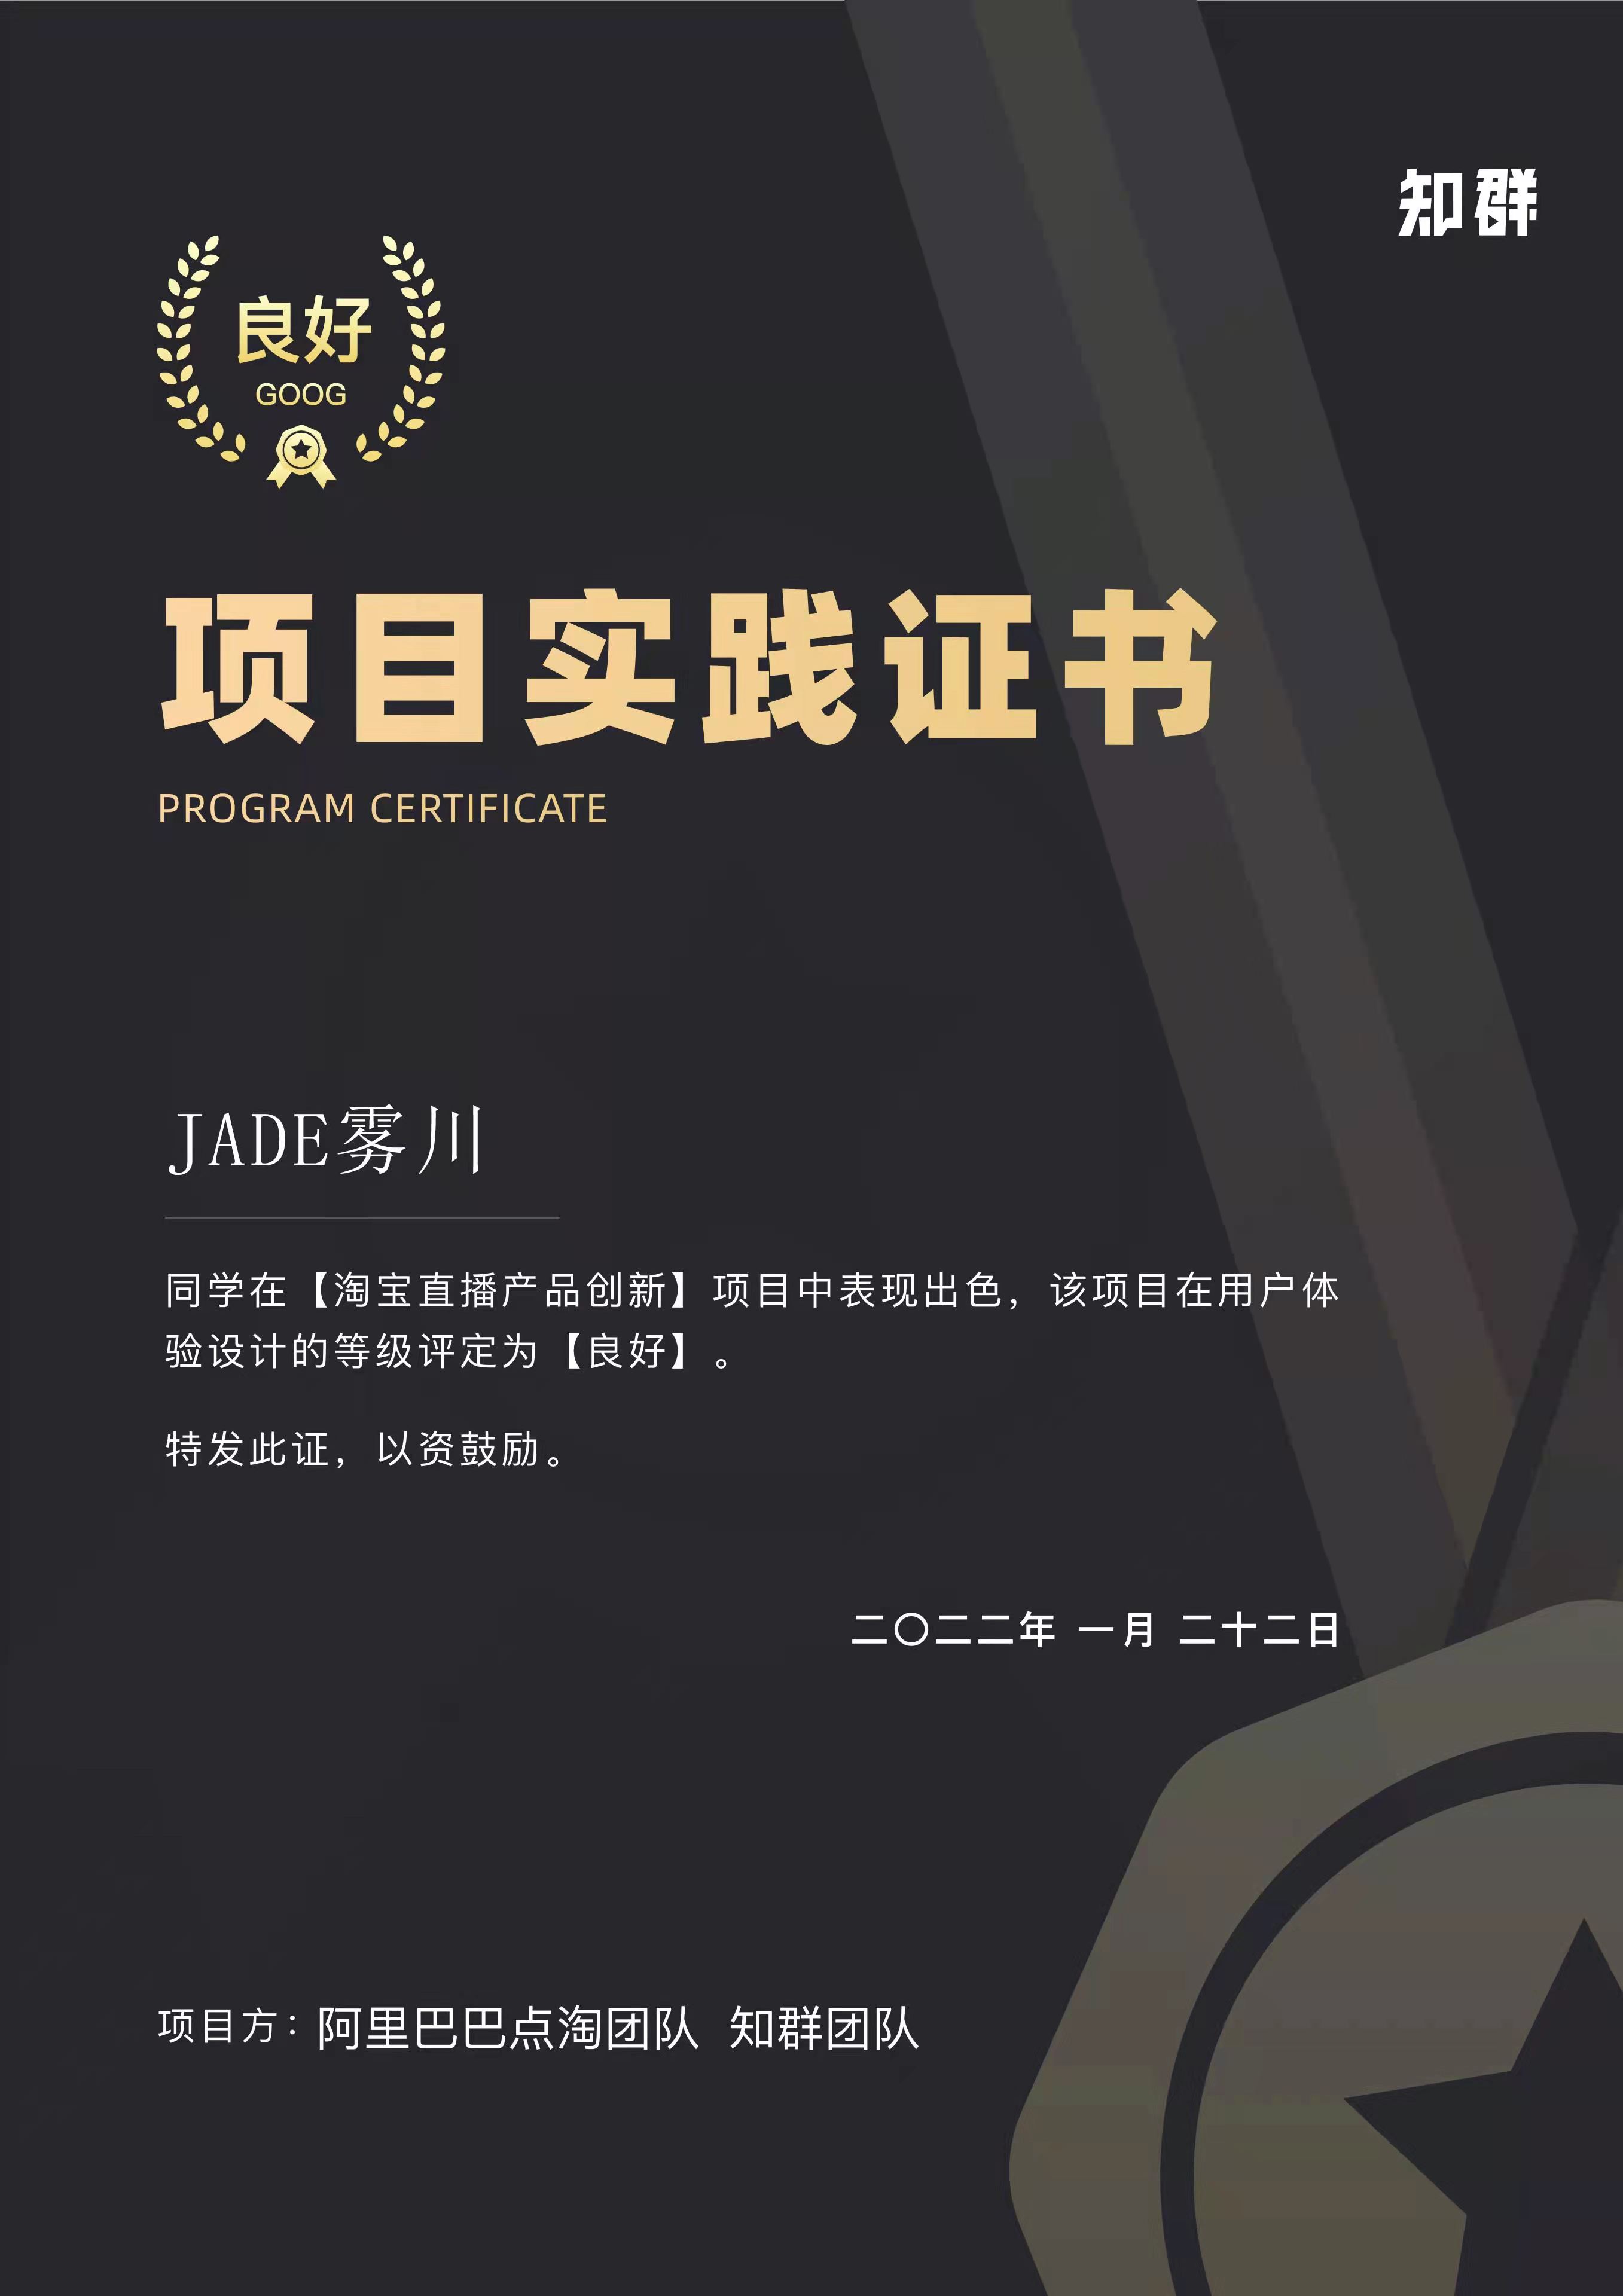 知群
良好
GOOG
项目实践证书
PROGRAM CERTIFICATE
JADE雾川
同学在【淘宝直播产品创新】项目中表现出色，该项目在用户体
验设计的等级评定为【良好】。
特发此证，以资鼓励。
二〇二二年 一月 二十二日
项目方：阿里巴巴点淘团队 知群团队